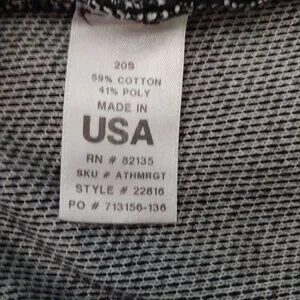 20S
59% COTTON
41% POLY
MADE IN
USA
RN # 82135
SKU # ATHMRGT
STYLE # 22816
PO # 713156-136